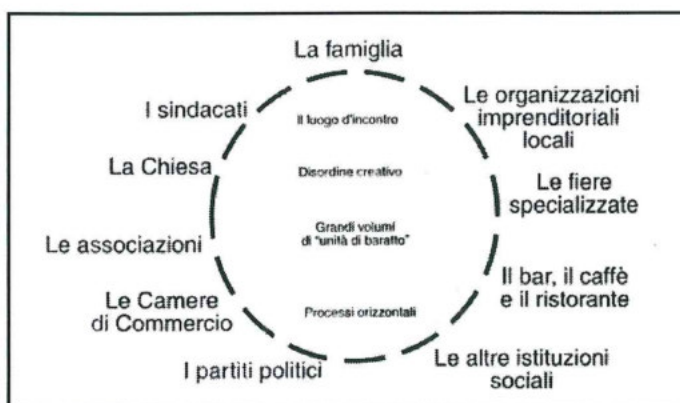 La famiglia
I sindacati
Il luogo d'incontro
Le organizzazioni
imprenditoriali
locali
La Chiesa
Disordine creativo
Le fiere
specializzate
Le associazioni
Grandi volumi
di "unità di baratto"
Il bar, il caffè
e il ristorante
Le Camere
di Commercio
Processi orizzontali
I partiti politici
Le altre istituzioni
sociali